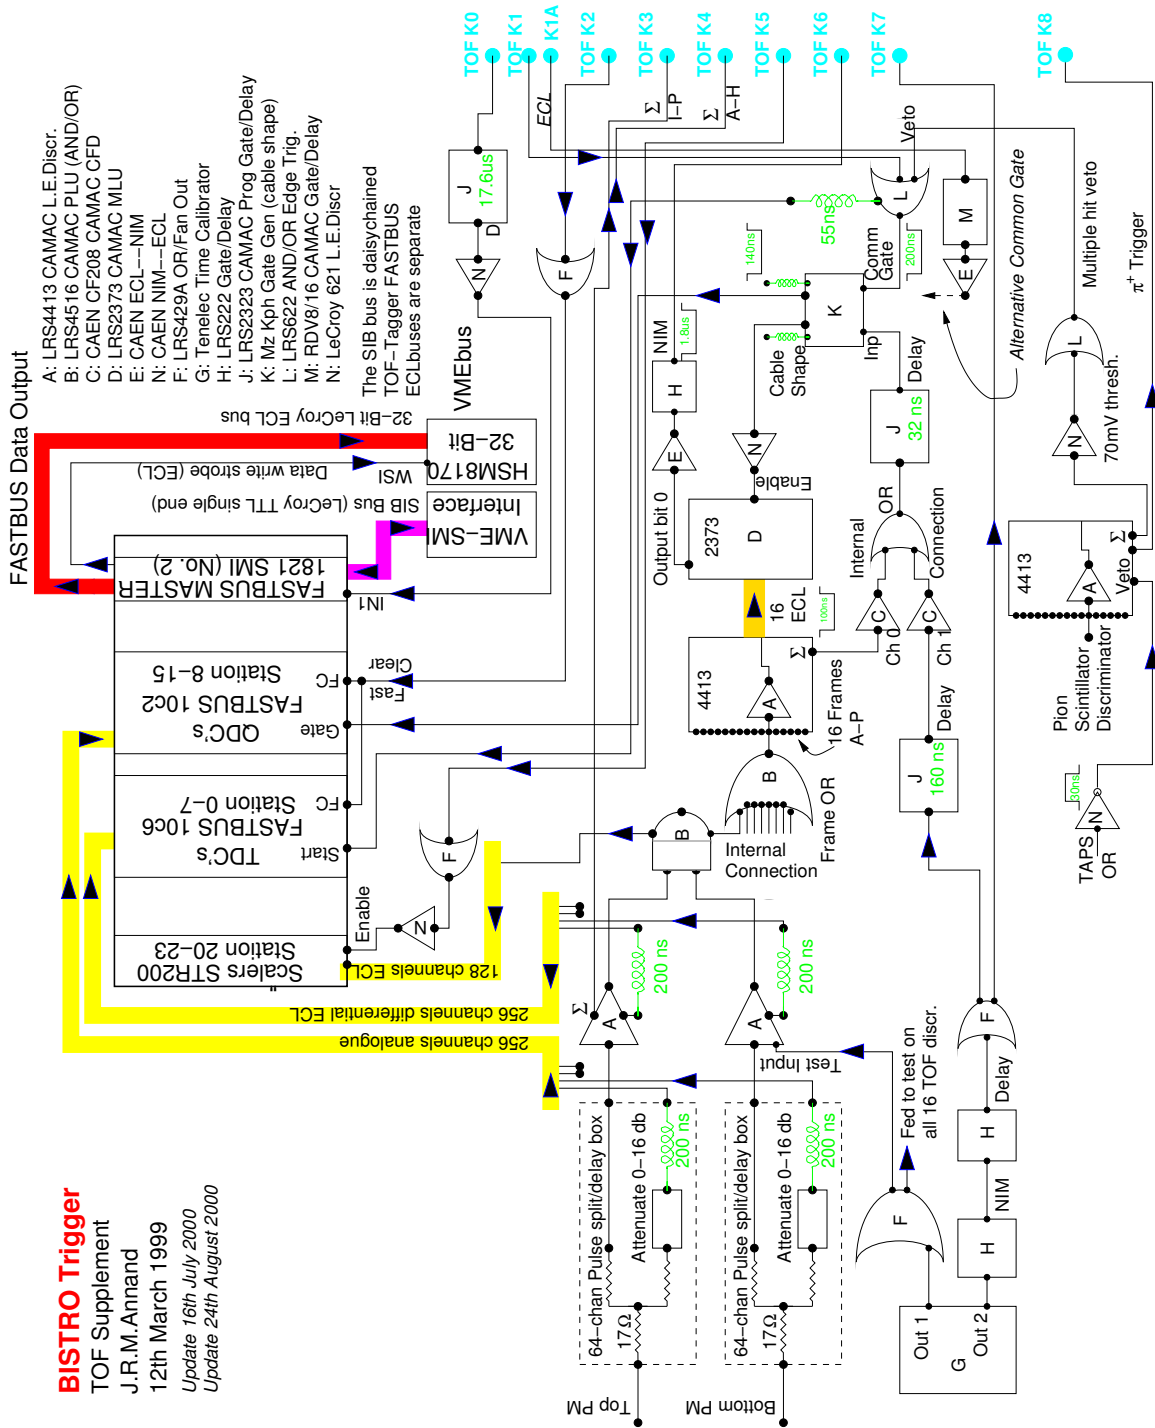 BISTRO Trigger
TOF Supplement
J.R.M.Annand
12th March 1999
Update 16th July 2000
Update 24th August 2000
FASTBUS Data Output
A: LRS4413 CAMAC L.E.Discr.
B: LRS4516 CAMAC PLU (AND/OR)
C: CAEN CF208 CAMAC CFD
D: LRS2373 CAMAC MLU
E: CAEN ECL−−NIM
N: CAEN NIM−−ECL
F: LRS429A OR/Fan Out
G: Tenelec Time Calibrator
H: LRS222 Gate/Delay
J: LRS2323 CAMAC Prog Gate/Delay
K: Mz Kph Gate Gen (cable shape)
L: LRS622 AND/OR Edge Trig.
M: RDV8/16 CAMAC Gate/Delay
N: LeCroy 621 L.E.Discr
The SIB bus is daisychained
TOF−Tagger FASTBUS
ECLbuses are separate
VMEbus
TOF K0
TOF K1
TOF K1A
TOF K2
TOF K3
TOF K4
TOF K5
TOF K6
TOF K7
TOF K8
ECL
Σ
I−P
Σ
A−H
Veto
J
17.6us
D
N
F
32−Bit LeCroy ECL bus
Data write strobe (ECL)
WSI
SIB Bus (LeCroy TTL single end)
32−Bit
HSM8170
VME−SMI
Interface
FASTBUS MASTER
1821 SMI (No. 2)
IN1
QDC's
FASTBUS 10c2
Station 8−15
FC
Gate
Fast
Clear
TDC's
FASTBUS 10c6
Station 0−7
FC
Start
Scalers STR200
Station 20−23
"
Enable
N
F
128 channels ECL
256 channels differential ECL
256 channels analogue
NIM
1.8us
H
E
Output bit 0
140ns
55ns
L
Comm
Gate
200ns
K
Cable
Shape
Inp
Delay
M
E
Alternative Common Gate
N
Enable
2373
D
J
32 ns
OR
Internal
Connection
C
C
Ch 0
Ch 1
16
ECL
100ns
4413
A
Σ
16 Frames
A−P
B
Frame OR
B
Internal
Connection
Delay
J
160 ns
Multiple hit veto
L
π+ Trigger
70mV thresh.
N
4413
A
Σ
Veto
Pion
Scintillator
Discriminator
30ns
N
TAPS
OR
Σ
A
200 ns
A
200 ns
Test Input
64−chan Pulse split/delay box
Attenuate 0−16 db
200 ns
17Ω
Top PM
64−chan Pulse split/delay box
Attenuate 0−16 db
200 ns
17Ω
Bottom PM
Fed to test on
all 16 TOF discr.
F
F
Delay
H
NIM
H
Out 1
Out 2
G